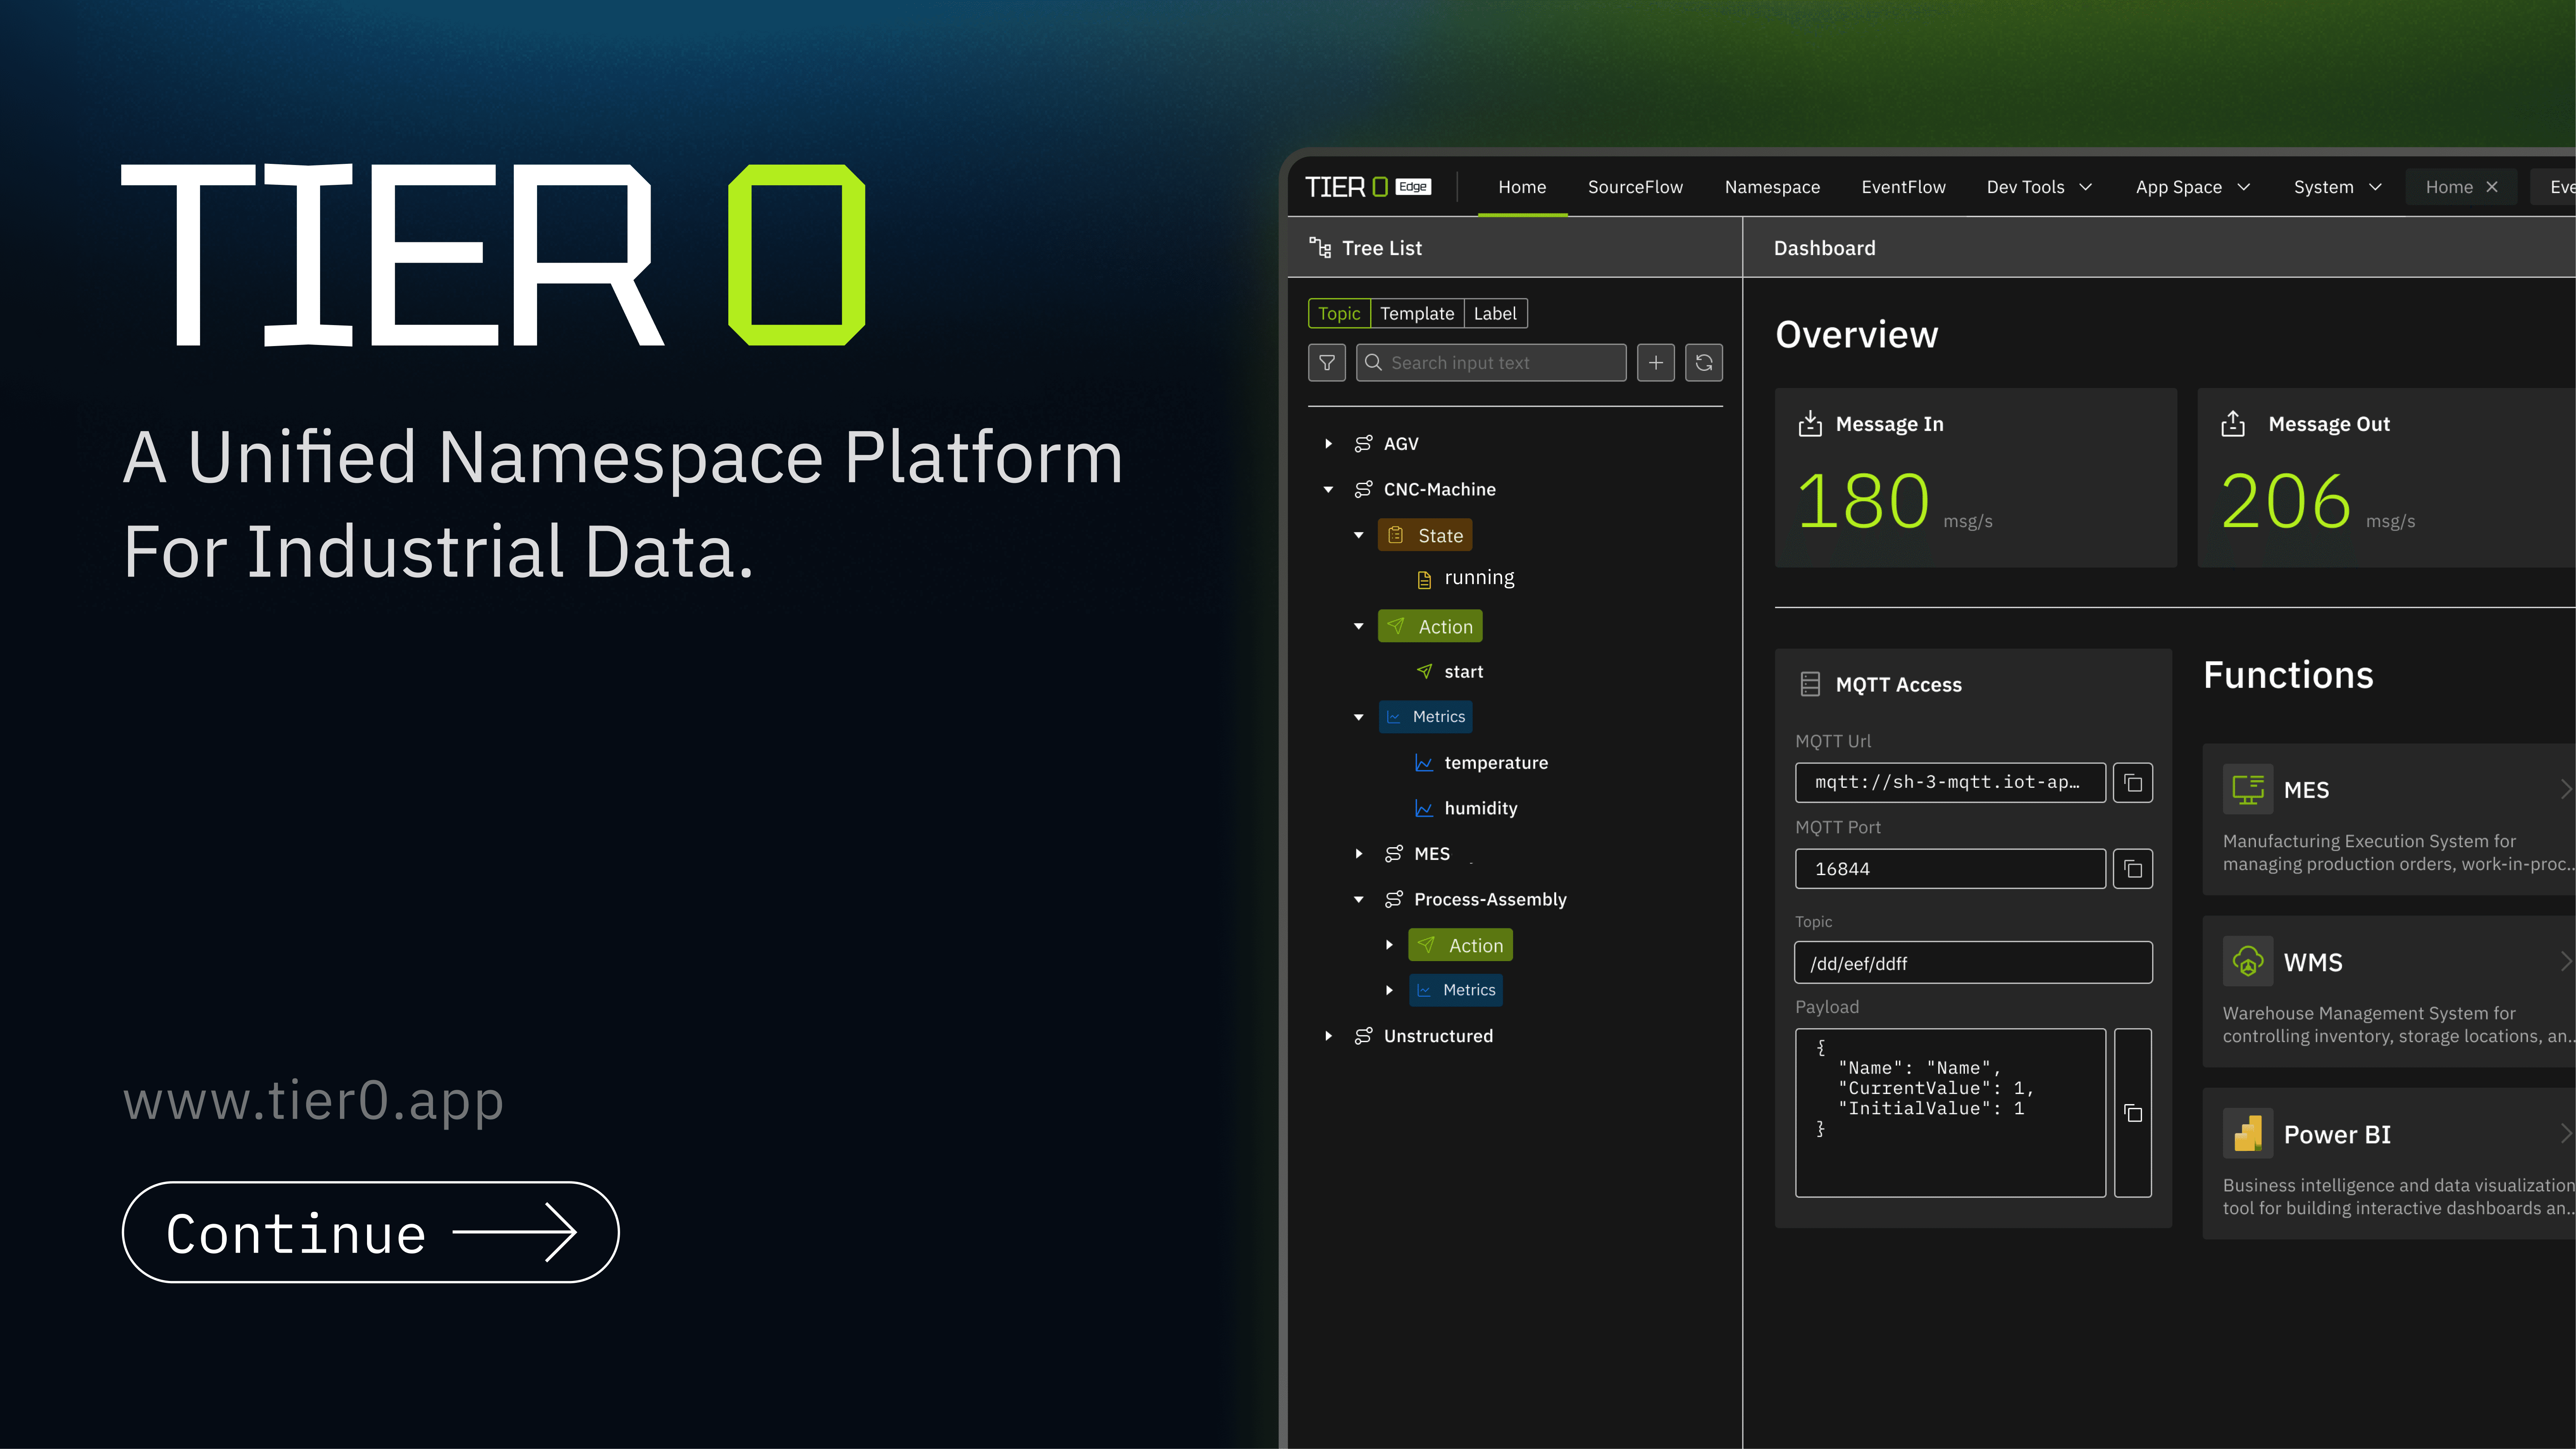 TIER 0
A Unified Namespace Platform
For Industrial Data.
www.tier0.app
Continue
TIER 0 Edge
Home
SourceFlow
Namespace
EventFlow
Dev Tools
App Space
System
Home
Eve
Tree List
Topic
Template
Label
Search input text
AGV
CNC-Machine
State
running
Action
start
Metrics
temperature
humidity
MES
Process-Assembly
Action
Metrics
Unstructured
Dashboard
Overview
Message In
180 msg/s
Message Out
206 msg/s
MQTT Access
MQTT Url
mqtt://sh-3-mqtt.iot-ap…
MQTT Port
16844
Topic
/dd/eef/ddff
Payload
{
"Name": "Name",
"CurrentValue": 1,
"InitialValue": 1
}
Functions
MES
Manufacturing Execution System for
managing production orders, work-in-proc..
WMS
Warehouse Management System for
controlling inventory, storage locations, an..
Power BI
Business intelligence and data visualization
tool for building interactive dashboards an..